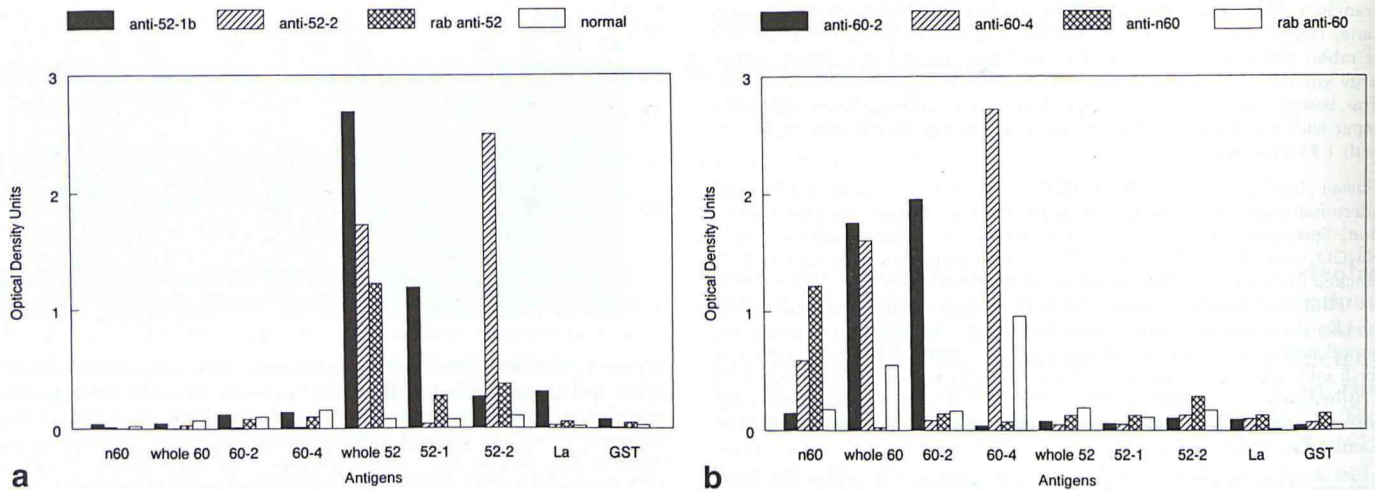 anti-52-1b anti-52-2 rab anti-52 normal
3
2
1
0
Optical Density Units
n60 whole 60 60-2 60-4 whole 52 52-1 52-2 La GST
Antigens
a
anti-60-2 anti-60-4 anti-n60 rab anti-60
3
2
1
0
Optical Density Units
n60 whole 60 60-2 60-4 whole 52 52-1 52-2 La GST
Antigens
b